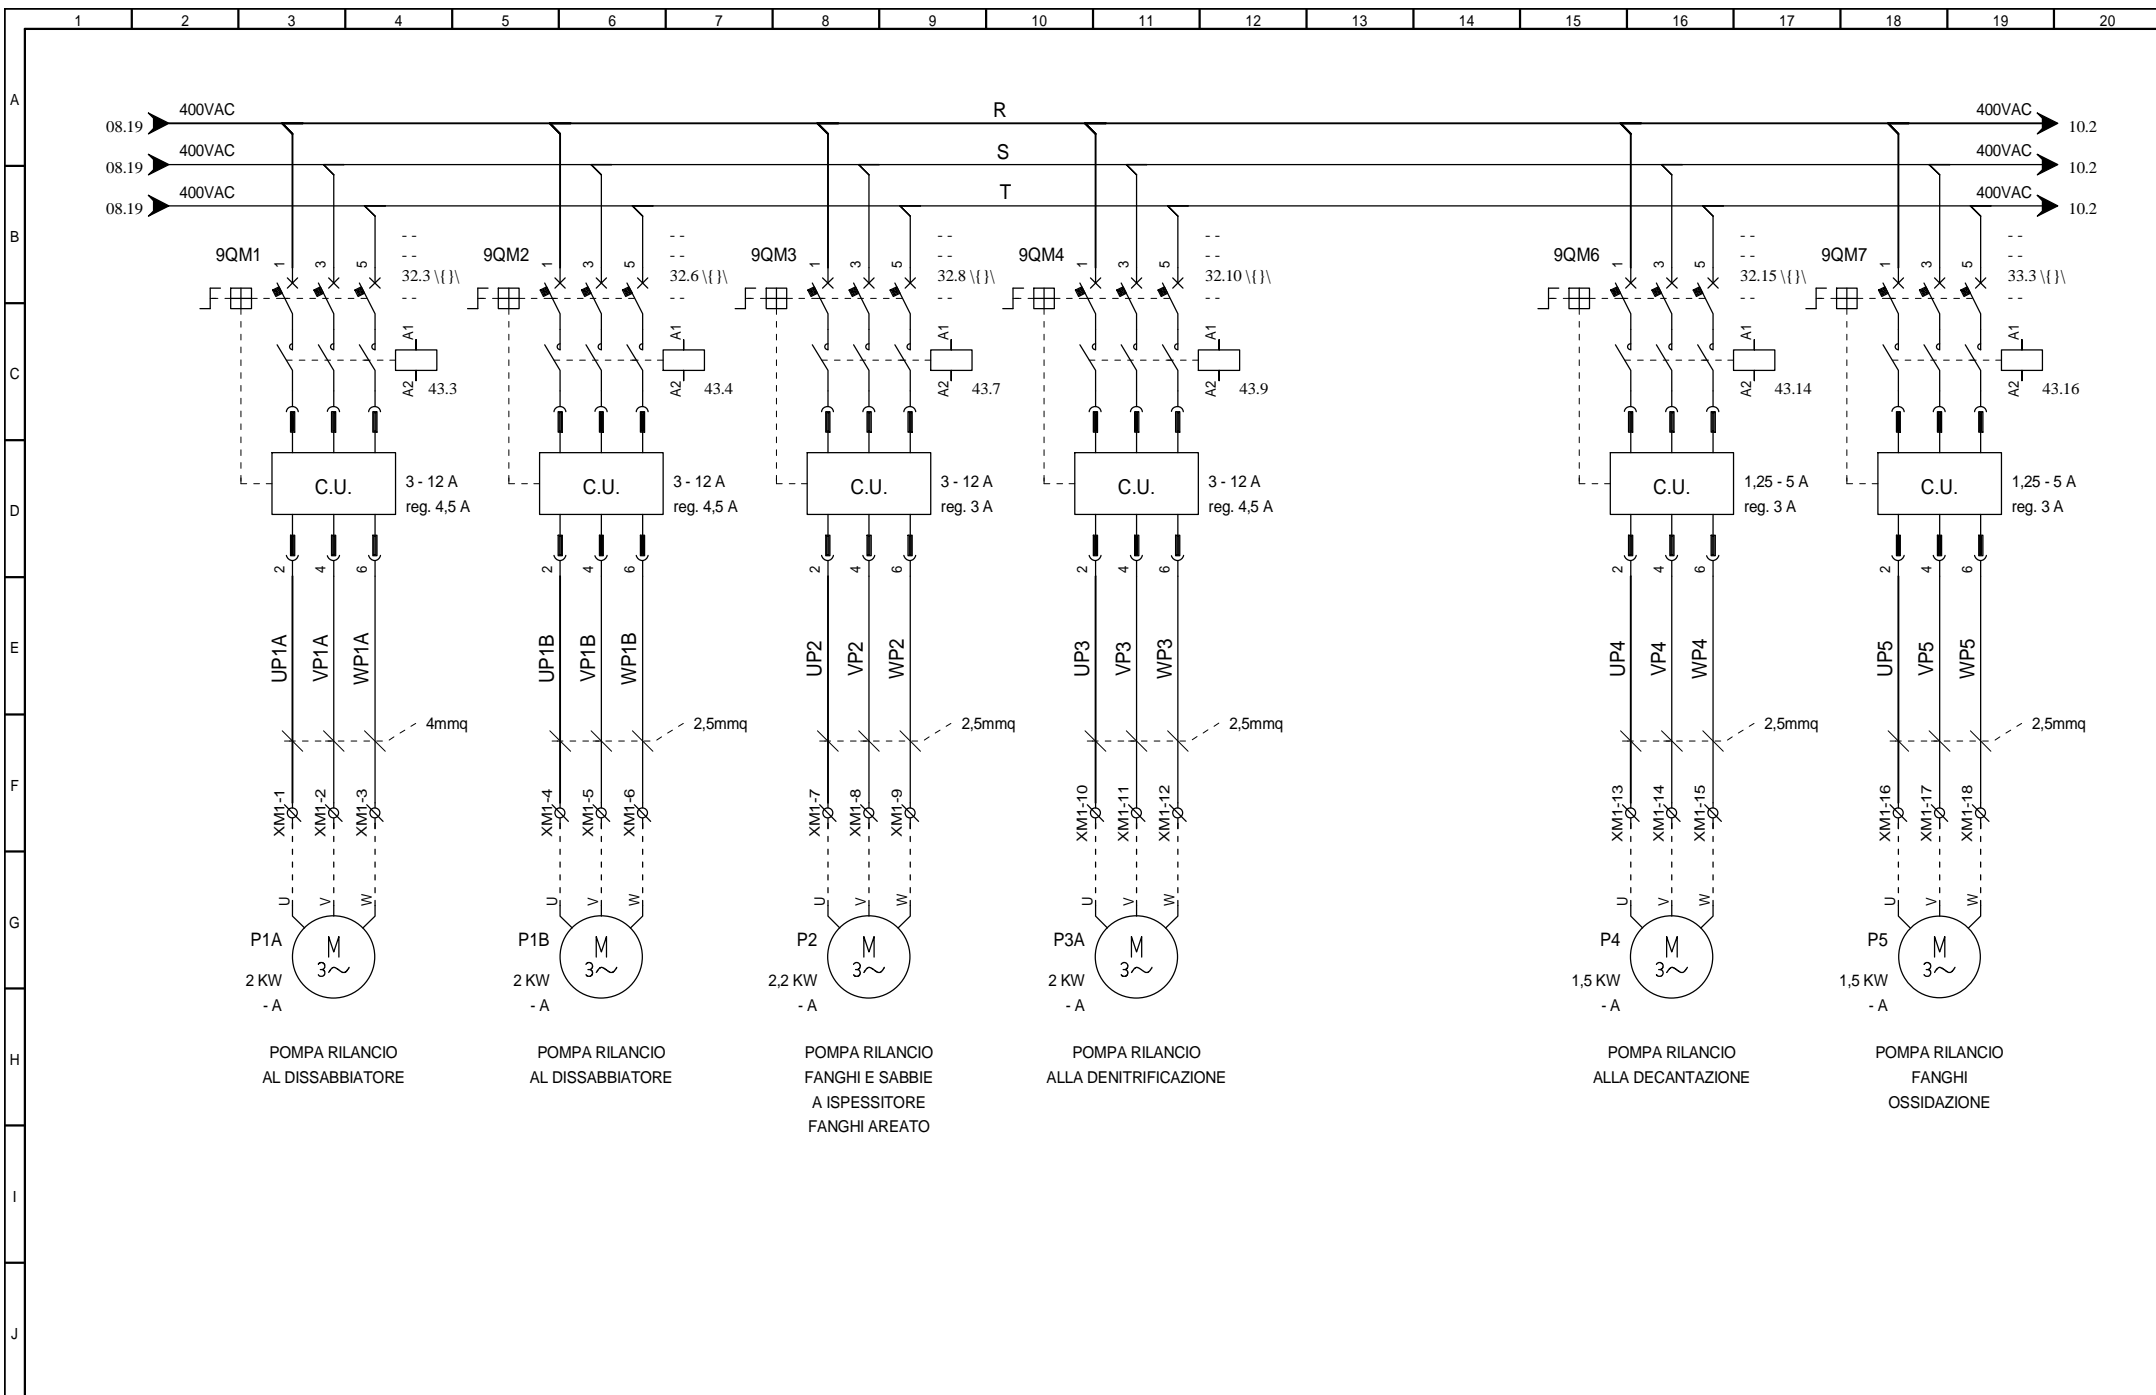 1 2 3 4 5 6 7 8 9 10 11 12 13 14 15 16 17 18 19 20
A
400VAC R 400VAC
08.19 10.2
400VAC S 400VAC
08.19 10.2
400VAC T 400VAC
08.19 10.2
B
- - - - - - - - - - - -
9QM1 9QM2 9QM3 9QM4 9QM6 9QM7
- - - - - - - - - - - -
1 3 5 1 3 5 1 3 5 1 3 5 1 3 5 1 3 5
32.3 \{ }\ 32.6 \{ }\ 32.8 \{ }\ 32.10 \{ }\ 32.15 \{ }\ 33.3 \{ }\
- - - - - - - - - - - -
A1 A1 A1 A1 A1 A1
C
A2 43.3 A2 43.4 A2 43.7 A2 43.9 A2 43.14 A2 43.16
C.U. 3 - 12 A C.U. 3 - 12 A C.U. 3 - 12 A C.U. 3 - 12 A C.U. 1,25 - 5 A C.U. 1,25 - 5 A
D
reg. 4,5 A reg. 4,5 A reg. 3 A reg. 4,5 A reg. 3 A reg. 3 A
2 4 6 2 4 6 2 4 6 2 4 6 2 4 6 2 4 6
E
UP1A VP1A WP1A UP1B VP1B WP1B UP2 VP2 WP2 UP3 VP3 WP3 UP4 VP4 WP4 UP5 VP5 WP5
4mmq 2,5mmq 2,5mmq 2,5mmq 2,5mmq 2,5mmq
F
XM1-1 XM1-2 XM1-3 XM1-4 XM1-5 XM1-6 XM1-7 XM1-8 XM1-9 XM1-10 XM1-11 XM1-12 XM1-13 XM1-14 XM1-15 XM1-16 XM1-17 XM1-18
U V W U V W U V W U V W U V W U V W
G
P1A M P1B M P2 M P3A M P4 M P5 M
3~ 3~ 3~ 3~ 3~ 3~
2 KW 2 KW 2,2 KW 2 KW 1,5 KW 1,5 KW
- A - A - A - A - A - A
H
POMPA RILANCIO
AL DISSABBIATORE
POMPA RILANCIO
AL DISSABBIATORE
POMPA RILANCIO
FANGHI E SABBIE
A ISPESSITORE
FANGHI AREATO
POMPA RILANCIO
ALLA DENITRIFICAZIONE
POMPA RILANCIO
ALLA DECANTAZIONE
POMPA RILANCIO
FANGHI
OSSIDAZIONE
I
J